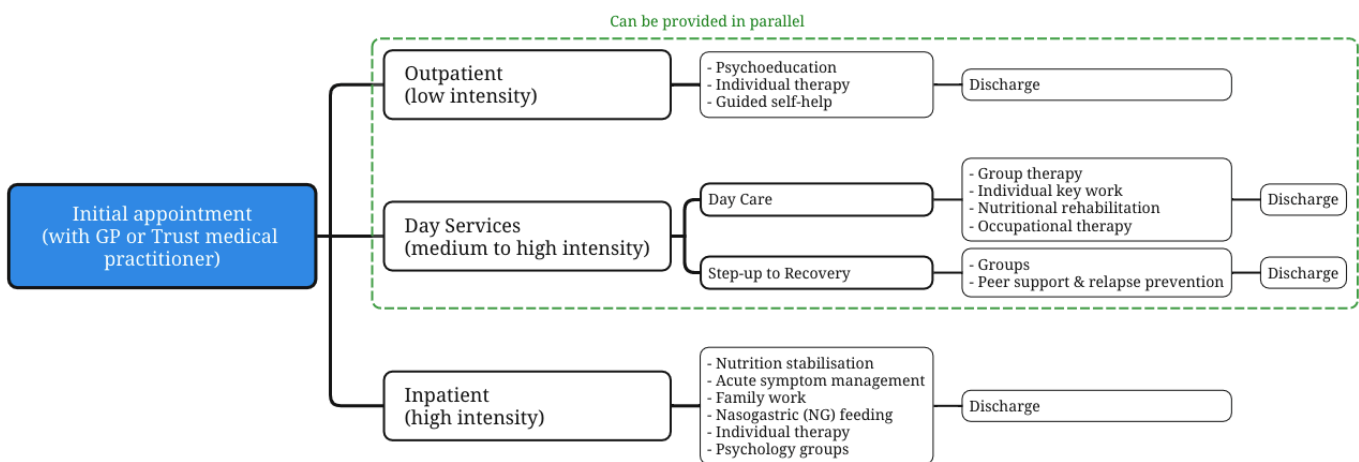 Can be provided in parallel
Initial appointment
(with GP or Trust medical
practitioner)
Outpatient
(low intensity)
- Psychoeducation
- Individual therapy
- Guided self-help
Discharge
Day Services
(medium to high intensity)
Day Care
- Group therapy
- Individual key work
- Nutritional rehabilitation
- Occupational therapy
Discharge
Step-up to Recovery
- Groups
- Peer support & relapse prevention
Discharge
Inpatient
(high intensity)
- Nutrition stabilisation
- Acute symptom management
- Family work
- Nasogastric (NG) feeding
- Individual therapy
- Psychology groups
Discharge